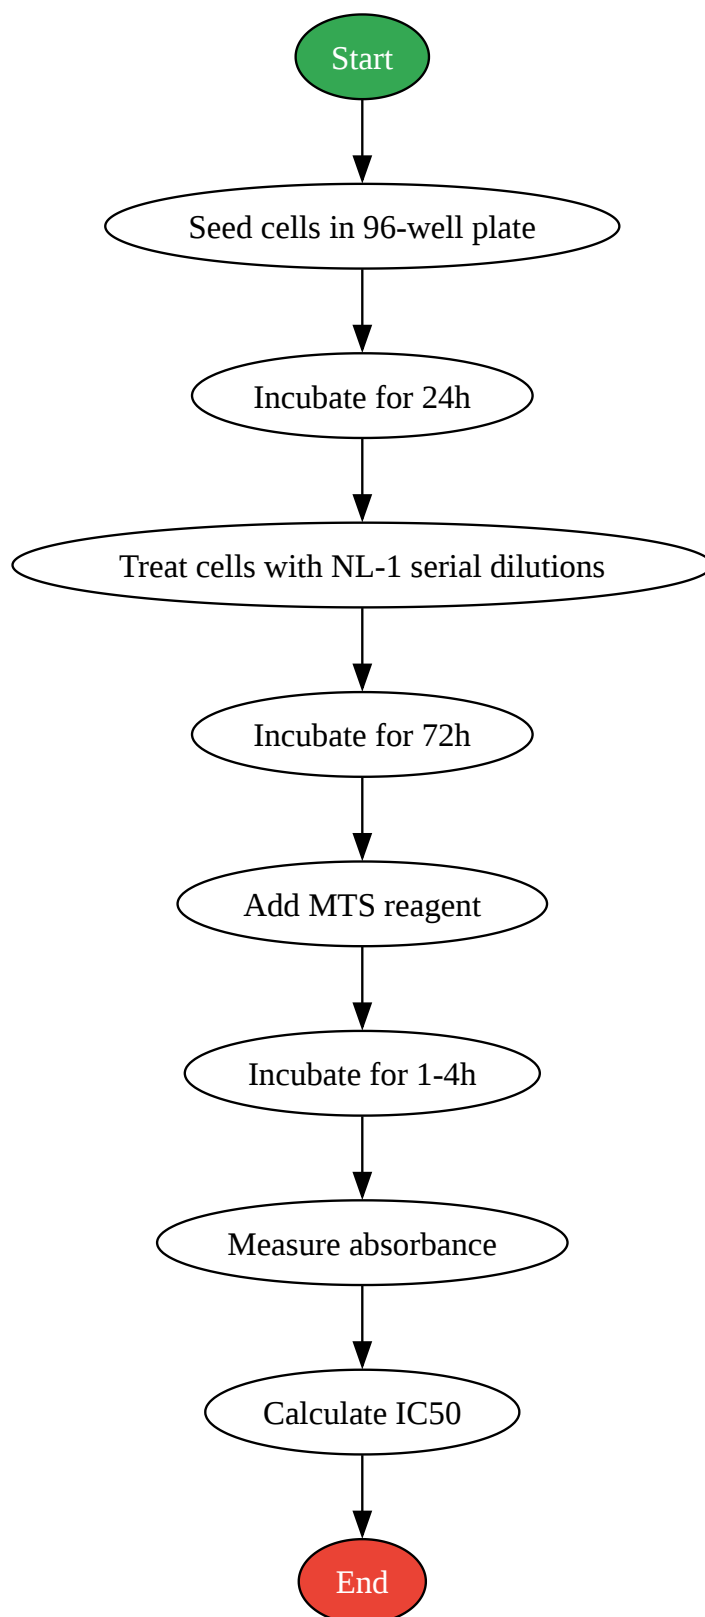 Start
Seed cells in 96-well plate
Incubate for 24h
Treat cells with NL-1 serial dilutions
Incubate for 72h
Add MTS reagent
Incubate for 1-4h
Measure absorbance
Calculate IC50
End